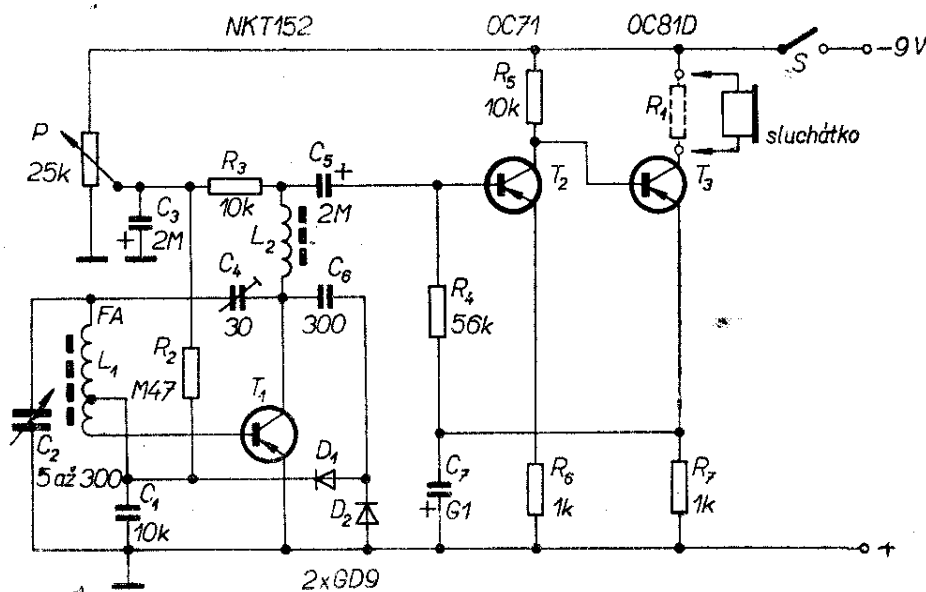 NKT152 OC71 OC81D
S
-9V
R5
10k
R1
sluchátko
P
25k
R3
10k
C5 +
2M
T2
T3
C3
+ 2M
L2
C4
30
C6
300
R4
56k
FA
L1
R2
M47
T1
C2
5 až 300
D1
D2
C1
10k
C7
+ G1
R6
1k
R7
1k
+
2xGD9